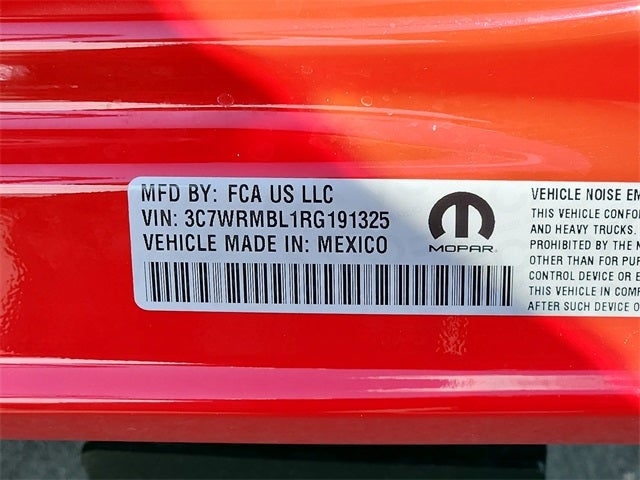 MFD BY: FCA US LLC
VIN: 3C7WRMBL1RG191325
VEHICLE MADE IN: MEXICO
MOPAR
VEHICLE NOISE EM
THIS VEHICLE CONFO
AND HEAVY TRUCKS.
PROHIBITED BY THE N
OTHER THAN FOR PUR
CONTROL DEVICE OR E
THIS VEHICLE IN COMP
AFTER SUCH DEVICE O